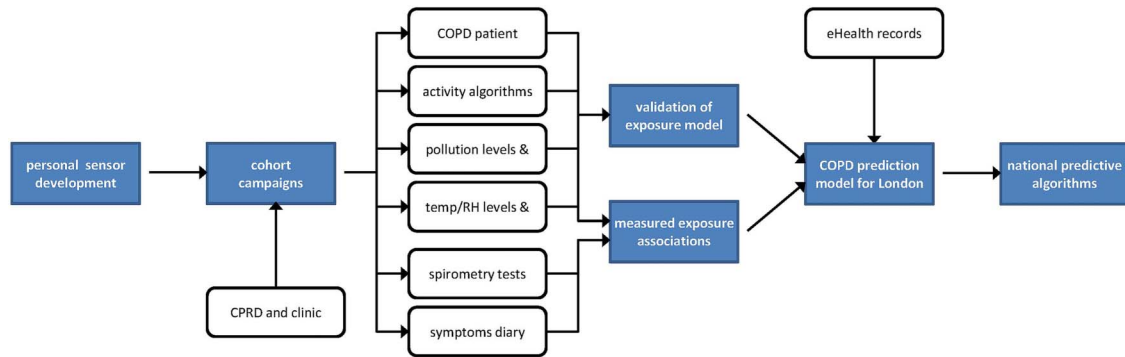 personal sensor
development
cohort
campaigns
CPRD and clinic
COPD patient
activity algorithms
pollution levels &
temp/RH levels &
spirometry tests
symptoms diary
validation of
exposure model
measured exposure
associations
eHealth records
COPD prediction
model for London
national predictive
algorithms